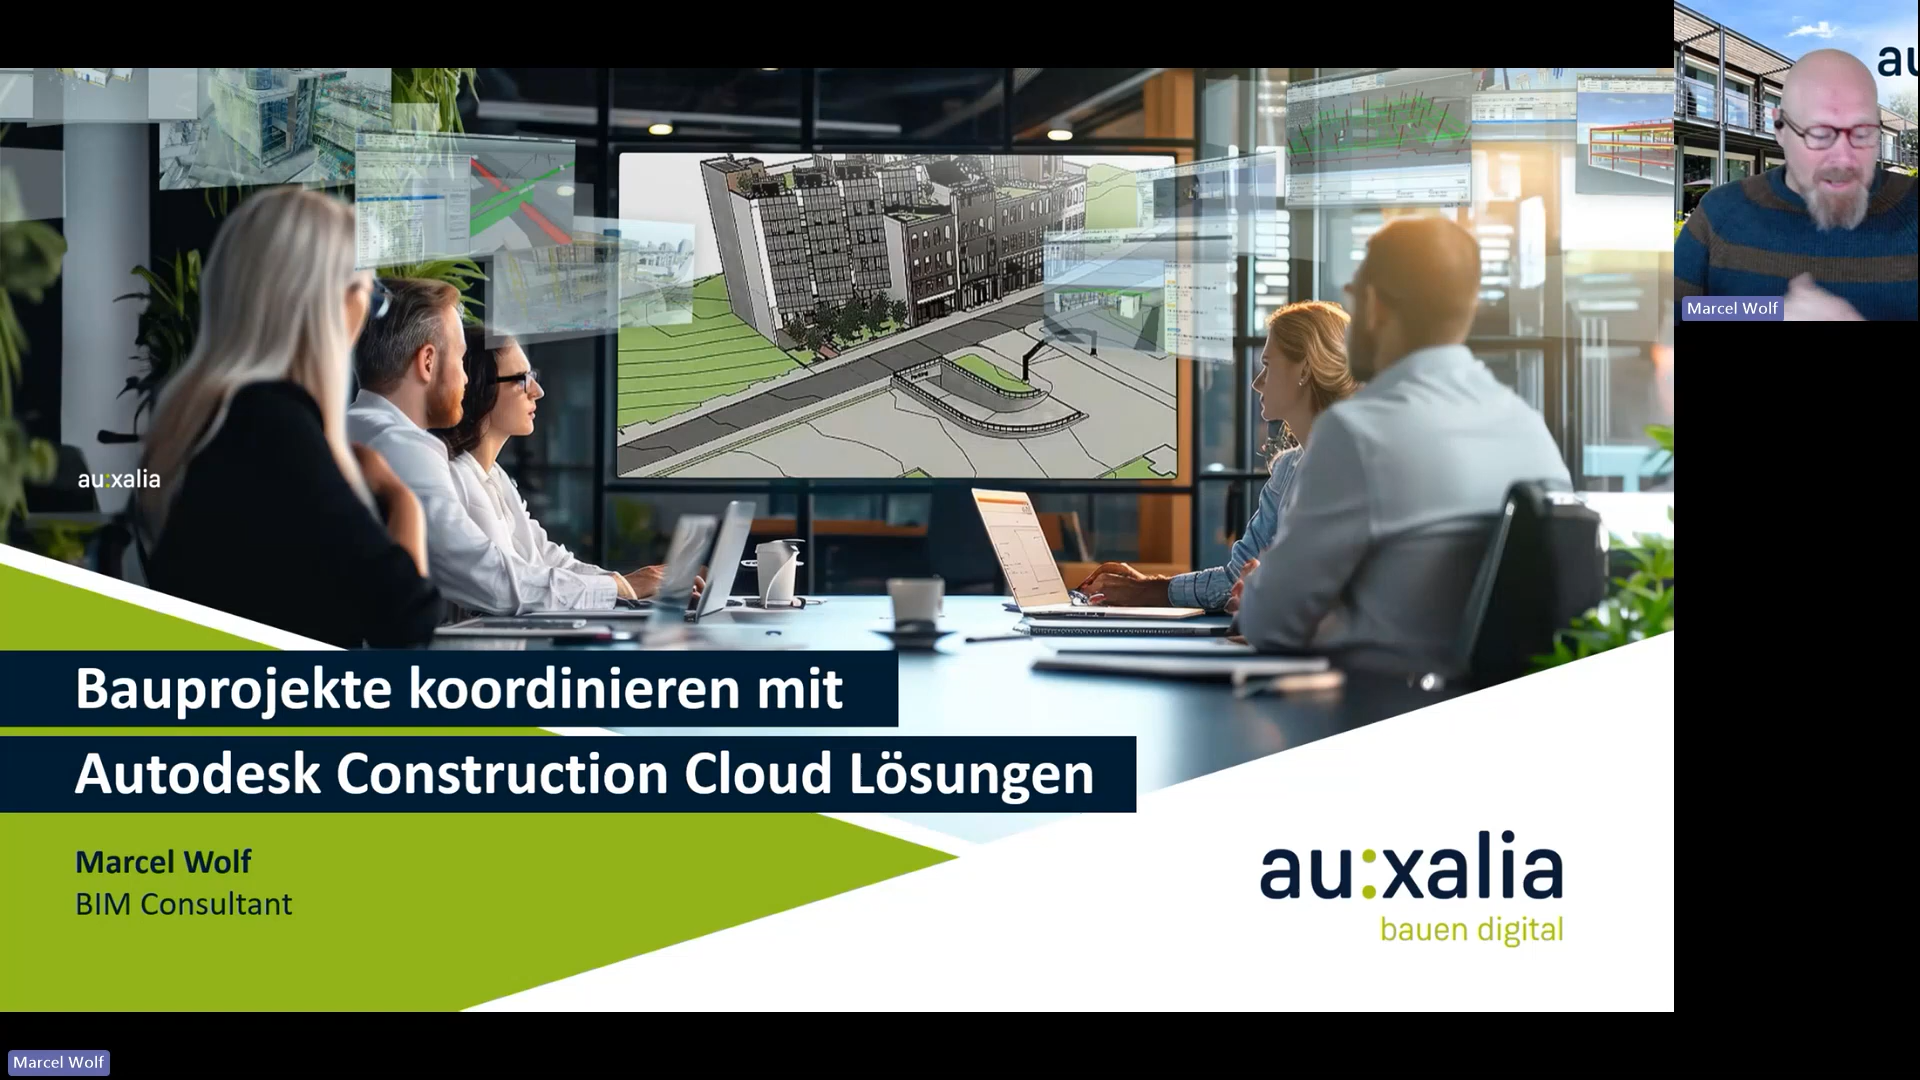 au
Marcel Wolf
au:xalia
Bauprojekte koordinieren mit
Autodesk Construction Cloud Lösungen
Marcel Wolf
BIM Consultant
au:xalia
bauen digital
Marcel Wolf